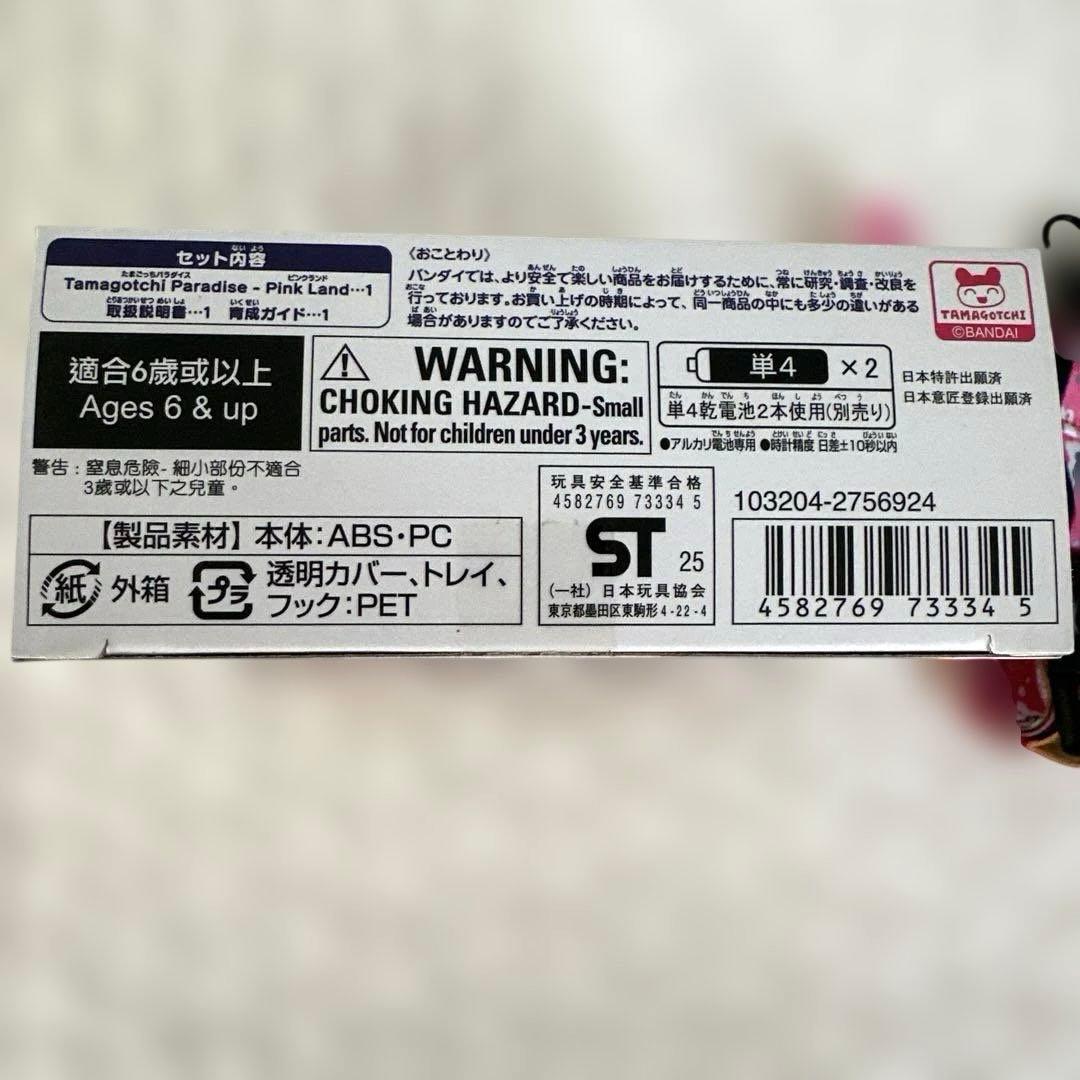 セット内容
Tamagotchi Paradise - Pink Land…1
取扱説明書…1 育成ガイド…1
〈おことわり〉
バンダイでは、より安全で楽しい商品をお届けするために、常に研究・調査・改良を
行っております。お買い上げの時期によって、同一商品の中にも多少の違いがある
場合がありますのでご了承ください。
TAMAGOTCHI
©BANDAI
適合6歲或以上
Ages 6 & up
WARNING:
CHOKING HAZARD-Small
parts. Not for children under 3 years.
単4 ×2
単4乾電池2本使用(別売り)
●アルカリ電池専用 ●時計精度 日差±10秒以内
日本特許出願済
日本意匠登録出願済
警告：窒息危險- 細小部份不適合
3歲或以下之兒童。
【製品素材】本体：ABS・PC
紙 外箱 プラ 透明カバー、トレイ、
フック：PET
玩具安全基準合格
4582769 73334 5
ST 25
(一社) 日本玩具協会
東京都墨田区東駒形4-22-4
103204-2756924
4582769 73334 5